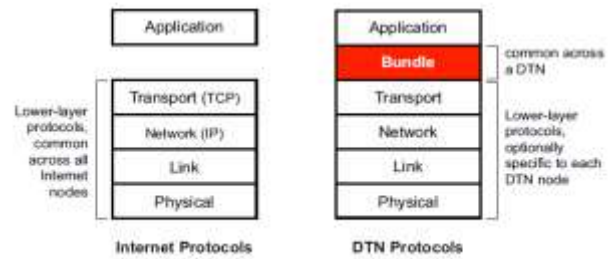 Application
Transport (TCP)
Network (IP)
Link
Physical
Lower-layer
protocols,
common
across all
Internet
nodes
Internet Protocols
Application
Bundle
Transport
Network
Link
Physical
common across
a DTN
Lower-layer
protocols,
optionally
specific to each
DTN node
DTN Protocols